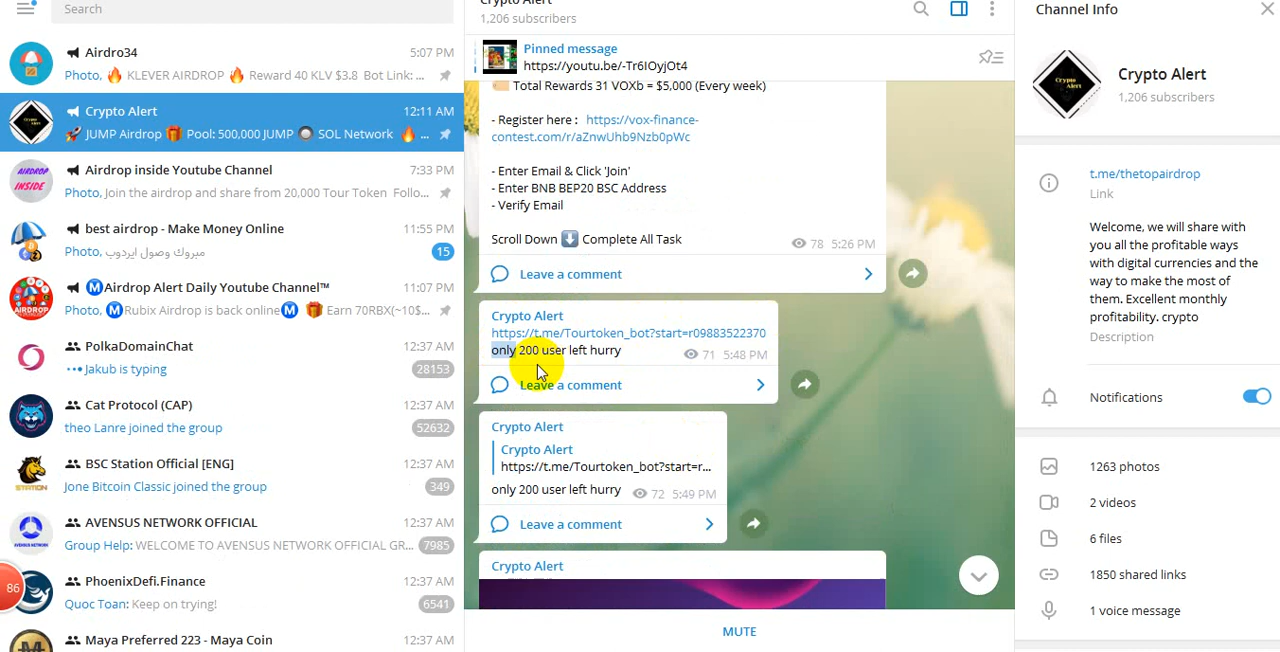 Search
Airdro34
5:07 PM
Photo, 🔥 KLEVER AIRDROP 🔥 Reward 40 KLV $3.8 Bot Link: ...
Crypto Alert
12:11 AM
🚀 JUMP Airdrop 🎁 Pool: 500,000 JUMP 🔘 SOL Network 🔥 ...
AIRDROP
INSIDE
Airdrop inside Youtube Channel
7:33 PM
Photo, Join the airdrop and share from 20,000 Tour Token Follo...
best airdrop - Make Money Online
11:55 PM
Photo, مبروك وصول ايردوب
15
ⓂAirdrop Alert Daily Youtube Channel™
11:07 PM
Photo, ⓂRubix Airdrop is back onlineⓂ 🎁 Earn 70RBX(~10$...
PolkaDomainChat
12:37 AM
Jakub is typing
28153
Cat Protocol (CAP)
12:37 AM
theo Lanre joined the group
52632
BSC Station Official [ENG]
12:37 AM
Jone Bitcoin Classic joined the group
349
AVENSUS NETWORK OFFICIAL
12:37 AM
Group Help: WELCOME TO AVENSUS NETWORK OFFICIAL GR...
7985
86
PhoenixDefi.Finance
12:37 AM
Quoc Toan: Keep on trying!
6541
Maya Preferred 223 - Maya Coin
12:37 AM
Crypto Alert
1,206 subscribers
Pinned message
https://youtu.be/-Tr6IOyjOt4
Total Rewards 31 VOXb = $5,000 (Every week)
- Register here : https://vox-finance-
contest.com/r/aZnwUhb9Nzb0pWc
- Enter Email & Click 'Join'
- Enter BNB BEP20 BSC Address
- Verify Email
Scroll Down ⬇ Complete All Task
78 5:26 PM
Leave a comment
Crypto Alert
https://t.me/Tourtoken_bot?start=r09883522370
only 200 user left hurry
71 5:48 PM
Leave a comment
Crypto Alert
Crypto Alert
https://t.me/Tourtoken_bot?start=r...
only 200 user left hurry
72 5:49 PM
Leave a comment
Crypto Alert
MUTE
Channel Info
Crypto
Alert
Crypto Alert
1,206 subscribers
t.me/thetopairdrop
Link
Welcome, we will share with
you all the profitable ways
with digital currencies and the
way to make the most of
them. Excellent monthly
profitability. crypto
Description
Notifications
1263 photos
2 videos
6 files
1850 shared links
1 voice message